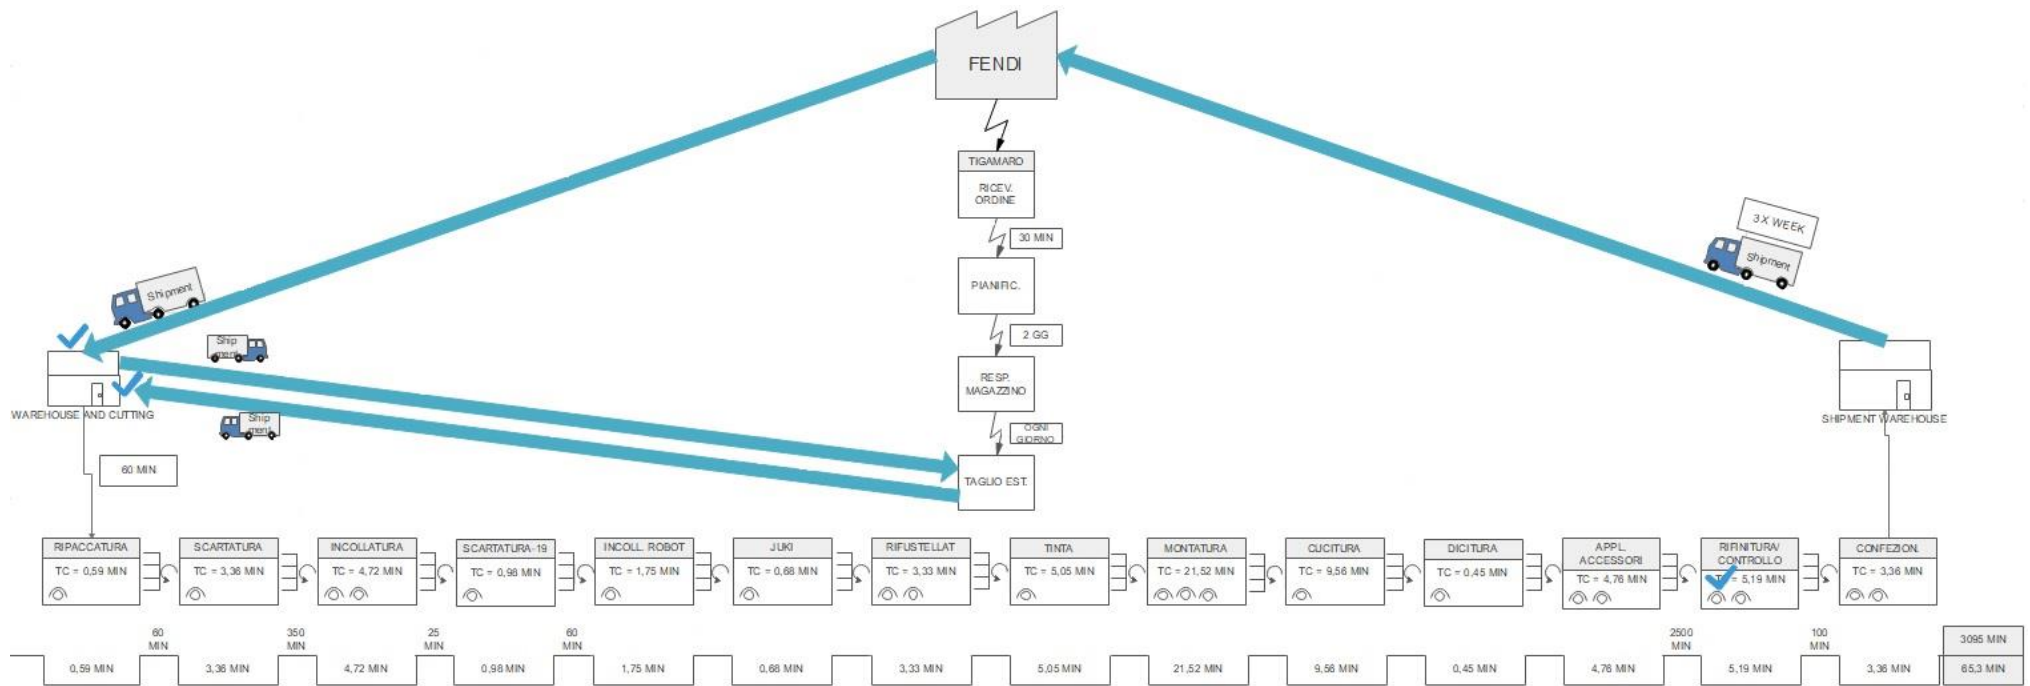 FENDI
TIGAMARO
RICEV.
ORDINE
30 MIN
PIANIFIC.
2 GG
RESP.
MAGAZZINO
OGNI
GIORNO
TAGLIO EST.
3 X WEEK
Shipment
Shipment
Ship
ment
Ship
ment
WAREHOUSE AND CUTTING
SHIPMENT WAREHOUSE
60 MIN
RIPACCATURA
TC = 0,59 MIN
SCARTATURA
TC = 3,36 MIN
INCOLLATURA
TC = 4,72 MIN
SCARTATURA-19
TC = 0,98 MIN
INCOLL. ROBOT
TC = 1,75 MIN
JUKI
TC = 0,68 MIN
RIFUSTELLAT
TC = 3,33 MIN
TINTA
TC = 5,05 MIN
MONTATURA
TC = 21,52 MIN
CUCITURA
TC = 9,56 MIN
DICITURA
TC = 0,45 MIN
APPL.
ACCESSORI
TC = 4,76 MIN
RIFINITURA/
CONTROLLO
TC = 5,19 MIN
CONFEZION.
TC = 3,36 MIN
60
MIN
350
MIN
25
MIN
60
MIN
2500
MIN
100
MIN
3095 MIN
0,59 MIN
3,36 MIN
4,72 MIN
0,98 MIN
1,75 MIN
0,68 MIN
3,33 MIN
5,05 MIN
21,52 MIN
9,56 MIN
0,45 MIN
4,76 MIN
5,19 MIN
3,36 MIN
65,3 MIN